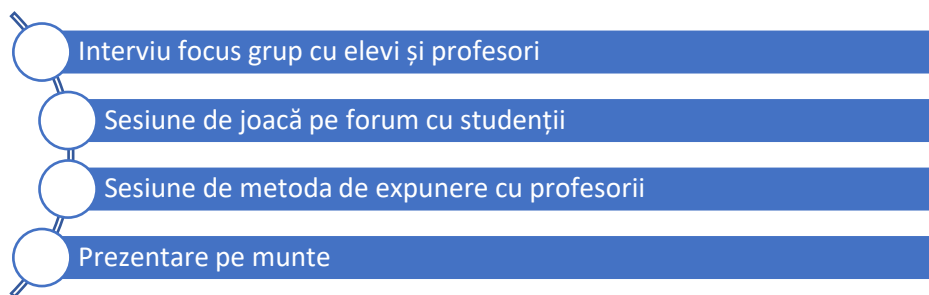 Interviu focus grup cu elevi și profesori
Sesiune de joacă pe forum cu studenții
Sesiune de metoda de expunere cu profesorii
Prezentare pe munte